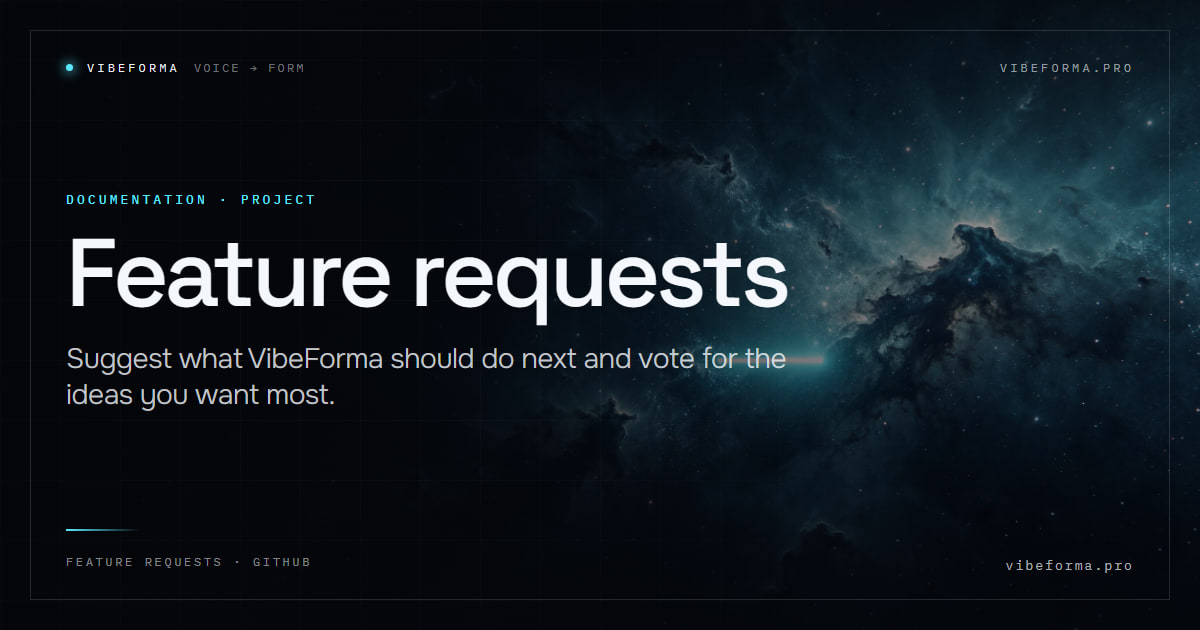 VIBEFORMA VOICE → FORM
VIBEFORMA.PRO
DOCUMENTATION · PROJECT
Feature requests
Suggest what VibeForma should do next and vote for the
ideas you want most.
FEATURE REQUESTS · GITHUB
vibeforma.pro